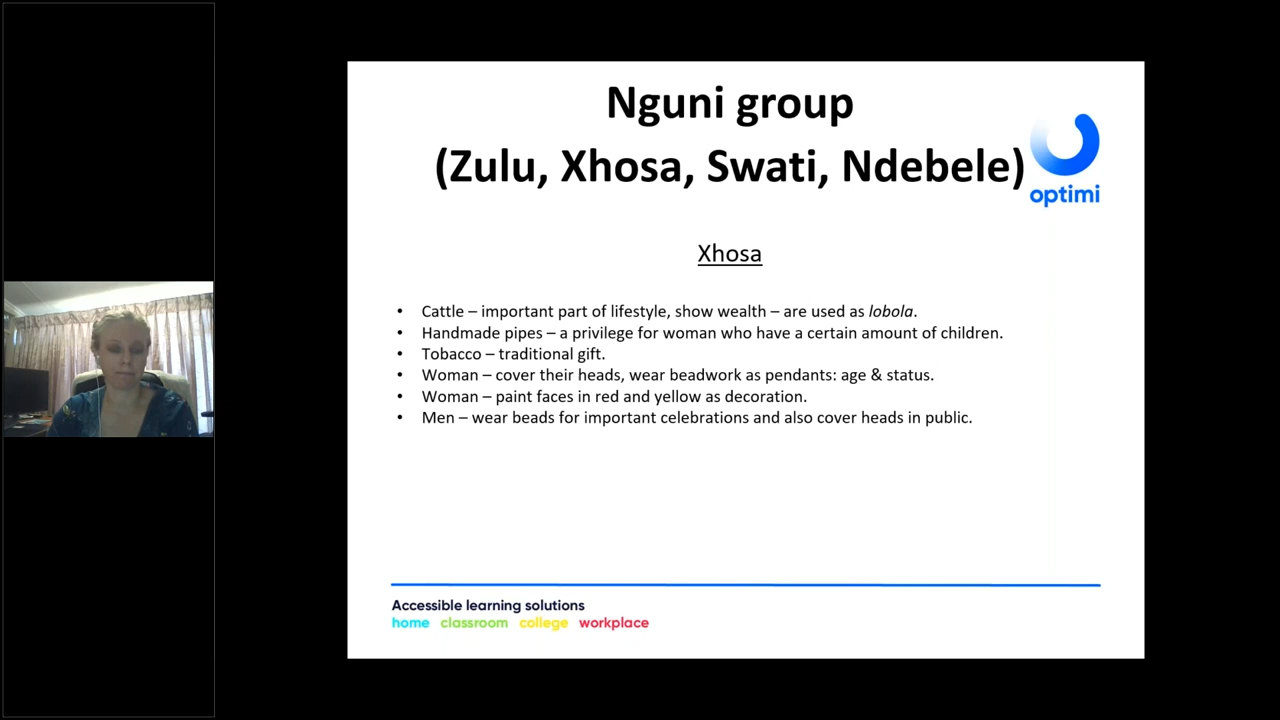 Nguni group
(Zulu, Xhosa, Swati, Ndebele)
optimi
Xhosa
• Cattle – important part of lifestyle, show wealth – are used as lobola.
• Handmade pipes – a privilege for woman who have a certain amount of children.
• Tobacco – traditional gift.
• Woman – cover their heads, wear beadwork as pendants: age & status.
• Woman – paint faces in red and yellow as decoration.
• Men – wear beads for important celebrations and also cover heads in public.
Accessible learning solutions
home classroom college workplace